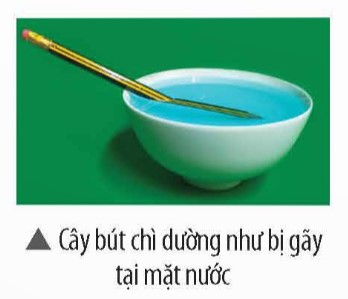 ▲ Cây bút chì dường như bị gãy
tại mặt nước